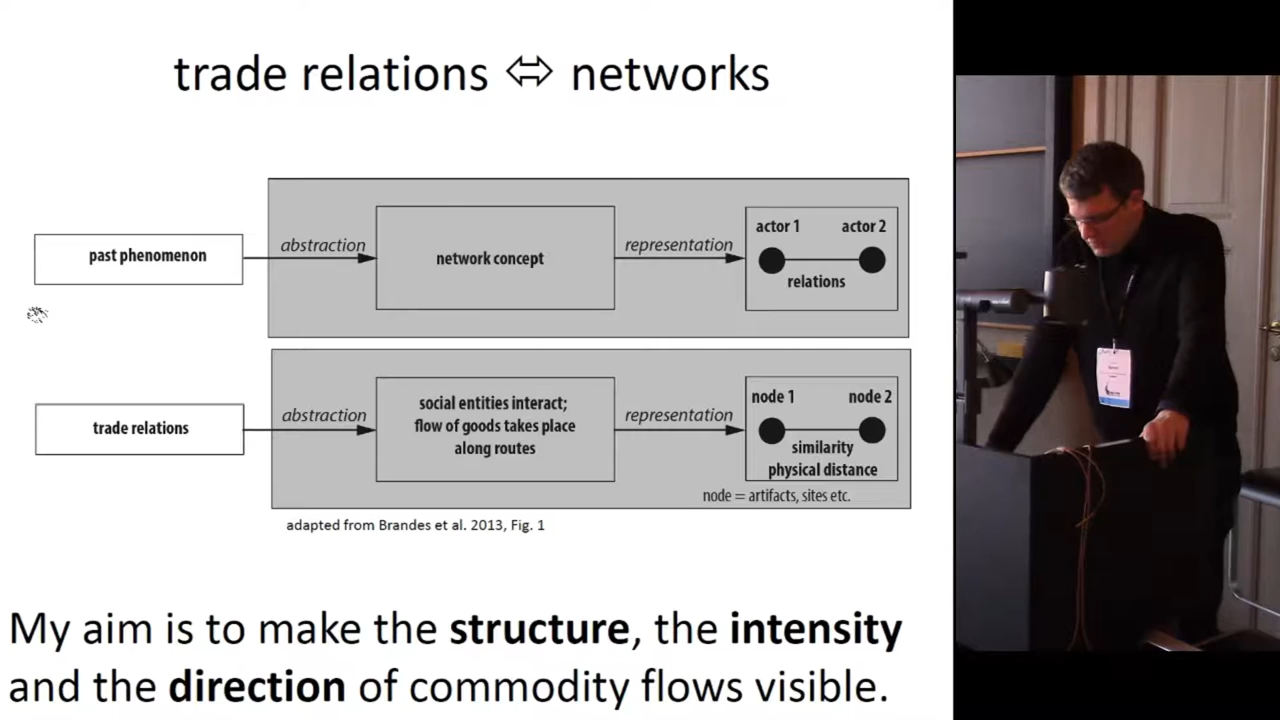 trade relations ⬄ networks
past phenomenon
abstraction
network concept
representation
actor 1
actor 2
relations
trade relations
abstraction
social entities interact;
flow of goods takes place
along routes
representation
node 1
node 2
similarity
physical distance
node = artifacts, sites etc.
adapted from Brandes et al. 2013, Fig. 1
My aim is to make the structure, the intensity
and the direction of commodity flows visible.